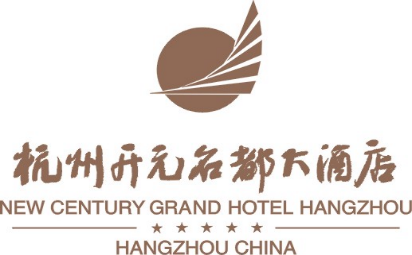 杭州开元名都大酒店
NEW CENTURY GRAND HOTEL HANGZHOU
HANGZHOU CHINA